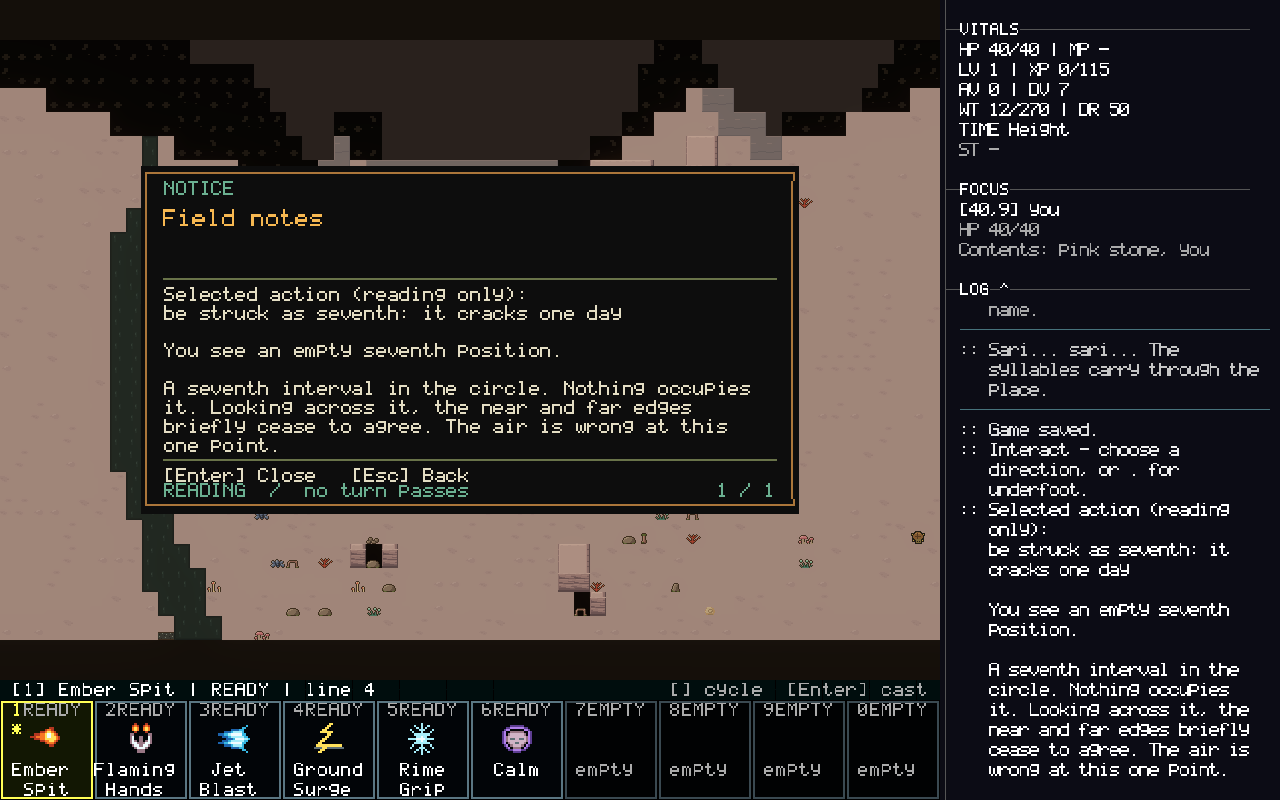 NOTICE
Field notes
Selected action (reading only):
be struck as seventh: it cracks one day
You see an empty seventh Position.
A seventh interval in the circle. Nothing occupies
it. Looking across it, the near and far edges
briefly cease to agree. The air is wrong at this
one Point.
[Enter] Close [Esc] Back
READING / no turn Passes 1 / 1
[1] Ember Spit | READY | line 4 [] cycle [Enter] cast
1READY 2READY 3READY 4READY 5READY 6READY 7EMPTY 8EMPTY 9EMPTY 0EMPTY
*
Ember Spit
Flaming Hands
Jet Blast
Ground Surge
Rime Grip
Calm
empty
empty
empty
empty
VITALS
HP 40/40 | MP -
LV 1 | XP 0/115
AV 0 | DV 7
WT 12/270 | DR 50
TIME Height
ST -
FOCUS
[40,9] You
HP 40/40
Contents: Pink stone, You
LOG ^
name.
:: Sari... sari... The
syllables carry through the
Place.
:: Game saved.
:: Interact - choose a
direction, or . for
underfoot.
:: Selected action (reading
only):
be struck as seventh: it
cracks one day
You see an empty seventh
Position.
A seventh interval in the
circle. Nothing occupies
it. Looking across it, the
near and far edges briefly
cease to agree. The air is
wrong at this one Point.